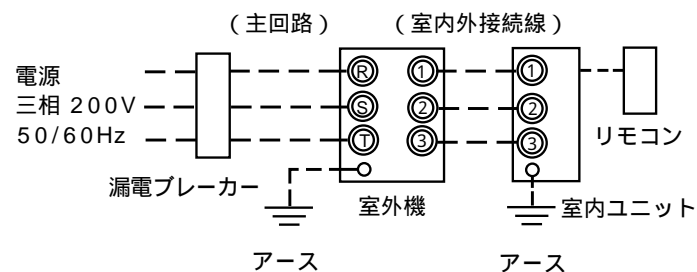 (主回路) (室内外接続線)
電源
三相 200V
50/60Hz
R ① ①
S ② ②
T ③ ③
リモコン
漏電ブレーカー
室外機
室内ユニット
アース アース